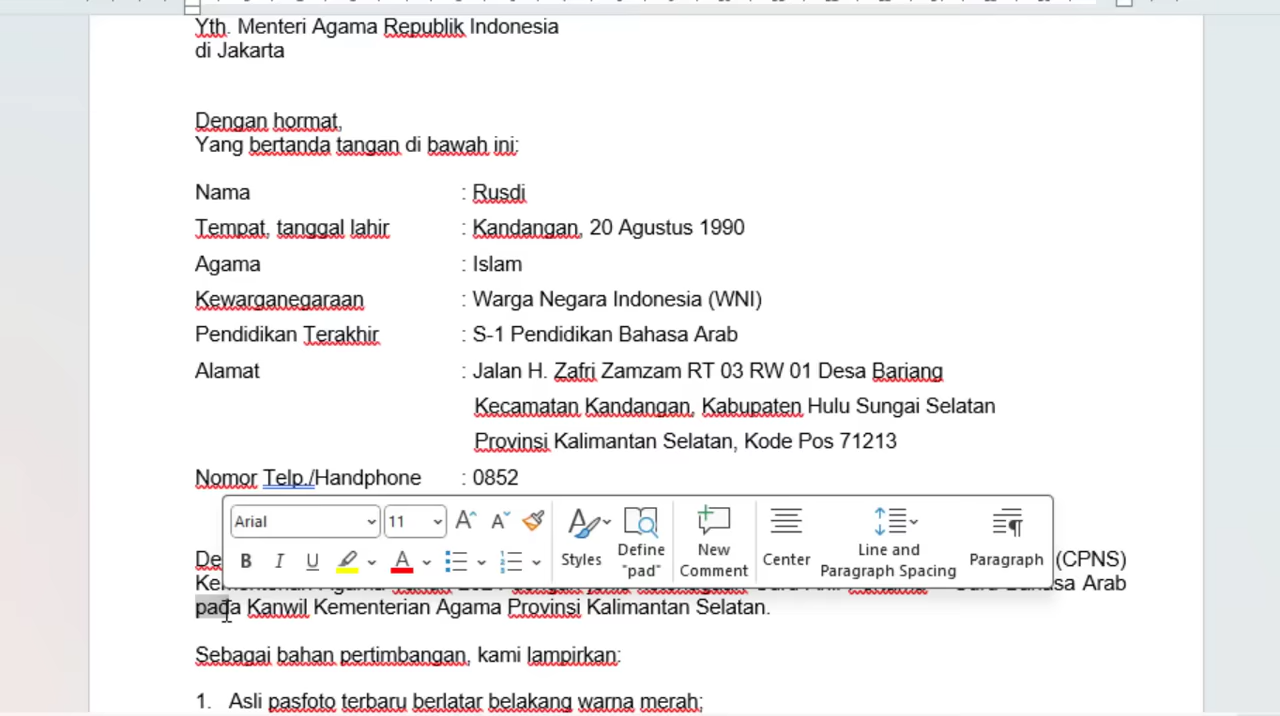 Yth. Menteri Agama Republik Indonesia
di Jakarta
Dengan hormat,
Yang bertanda tangan di bawah ini:
Nama : Rusdi
Tempat, tanggal lahir : Kandangan, 20 Agustus 1990
Agama : Islam
Kewarganegaraan : Warga Negara Indonesia (WNI)
Pendidikan Terakhir : S-1 Pendidikan Bahasa Arab
Alamat : Jalan H. Zafri Zamzam RT 03 RW 01 Desa Bariang
Kecamatan Kandangan, Kabupaten Hulu Sungai Selatan
Provinsi Kalimantan Selatan, Kode Pos 71213
Nomor Telp./Handphone : 0852
Arial 11
B I U A
Styles
Define "pad"
New Comment
Center
Line and Paragraph Spacing
Paragraph
(CPNS)
Arab
pada Kanwil Kementerian Agama Provinsi Kalimantan Selatan.
Sebagai bahan pertimbangan, kami lampirkan:
1. Asli pasfoto terbaru berlatar belakang warna merah;